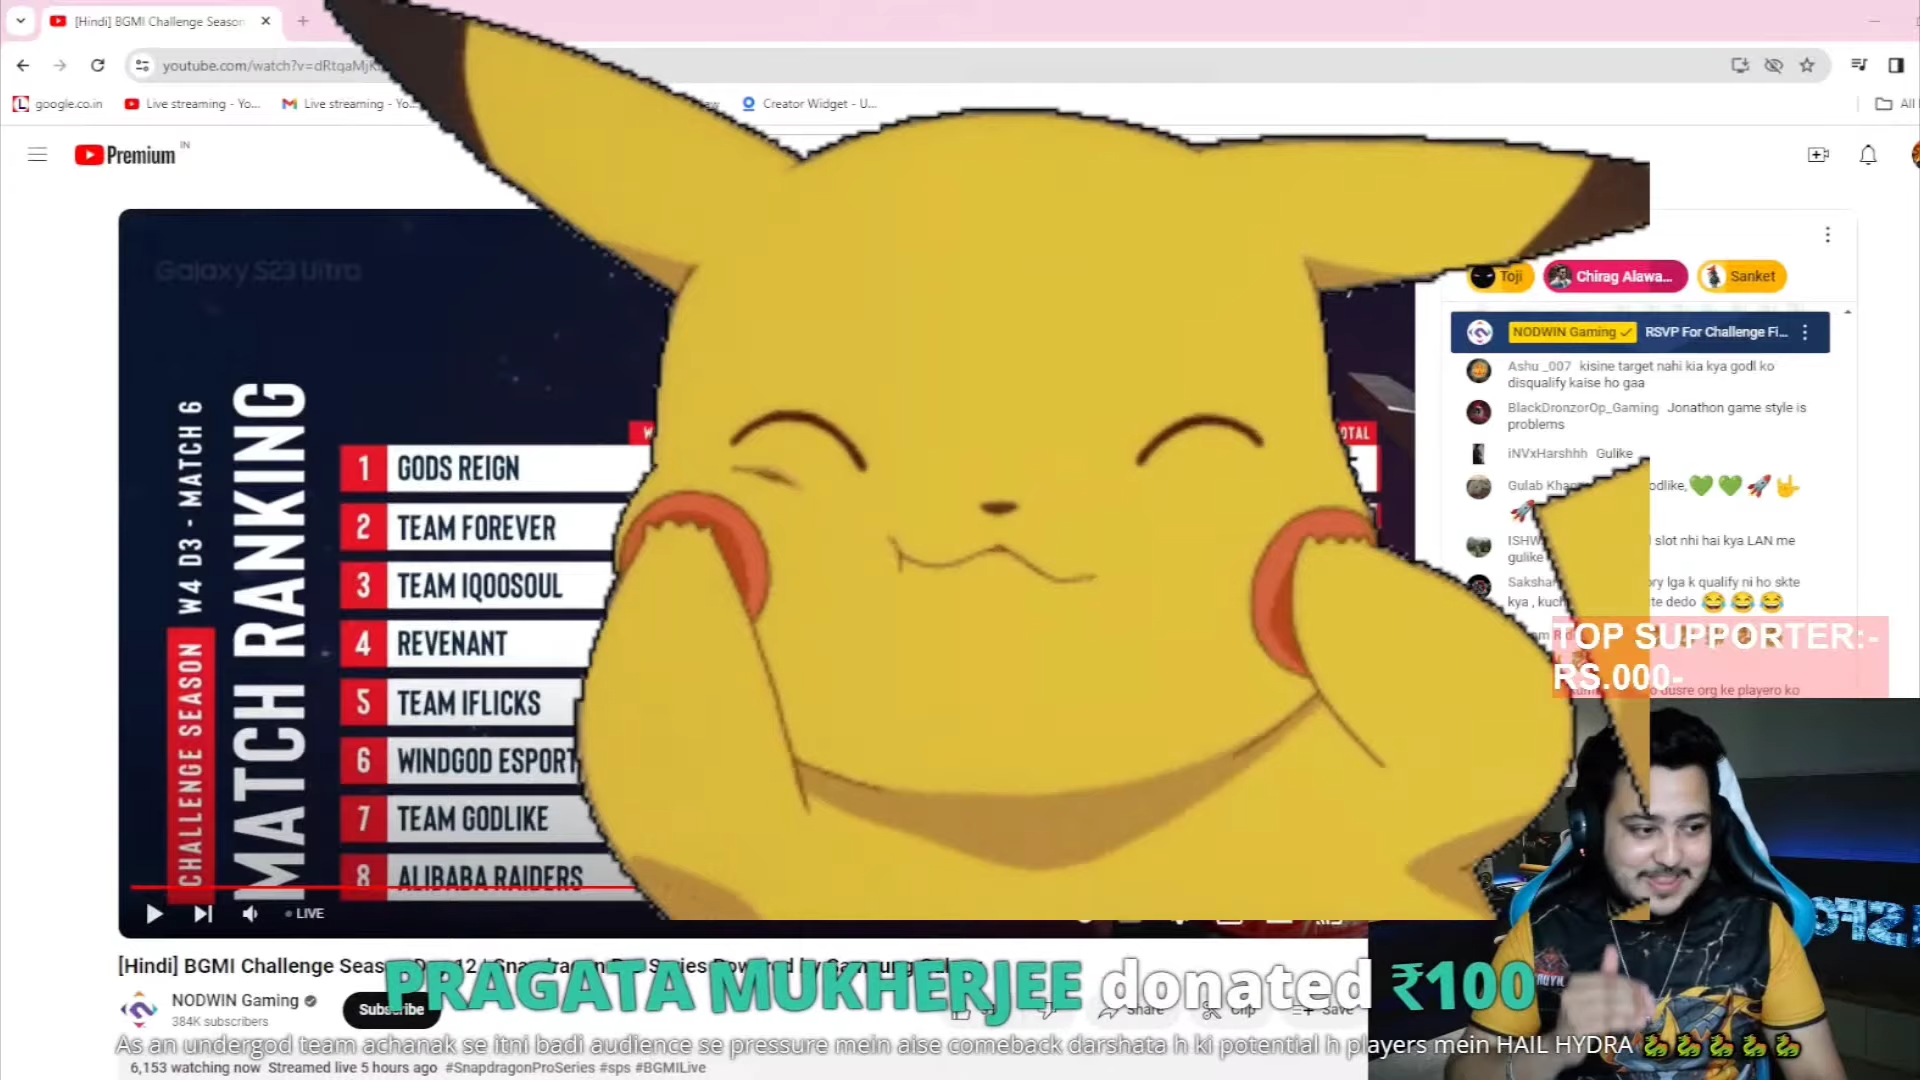 [Hindi] BGMI Challenge Season
youtube.com/watch?v=dRtqaMjK
google.co.in
Live streaming - Yo...
Live streaming - Yo...
Creator Widget - U...
All
Premium IN
Galaxy S23 Ultra
CHALLENGE SEASON W4 D3 - MATCH 6
MATCH RANKING
1 GODS REIGN
2 TEAM FOREVER
3 TEAM IQOOSOUL
4 REVENANT
5 TEAM IFLICKS
6 WINDGOD ESPORT
7 TEAM GODLIKE
8 ALIBABA RAIDERS
LIVE
Toji
Chirag Alawa...
Sanket
NODWIN Gaming RSVP For Challenge Fi...
Ashu _007 kisine target nahi kia kya godl ko
disqualify kaise ho gaa
BlackDronzorOp_Gaming Jonathon game style is
problems
iNVxHarshhh Gulike
Gulab 💚💚🚀🤟
🚀
slot nhi hai kya LAN me
gulike
lga k qualify ni ho skte
kya , dedo 😂😂😂
TOP SUPPORTER:-
RS.000-
dusre org ke playero ko
[Hindi] BGMI Challenge
PRAGATA MUKHERJEE donated ₹100
NODWIN Gaming
384K subscribers
Subscribe
Share
Clip
Save
As an undergod team achanak se itni badi audience se pressure mein aise comeback darshata h ki potential h players mein HAIL HYDRA 🐉🐉🐉🐉🐉
6,153 watching now Streamed live 5 hours ago #SnapdragonProSeries #sps #BGMILive